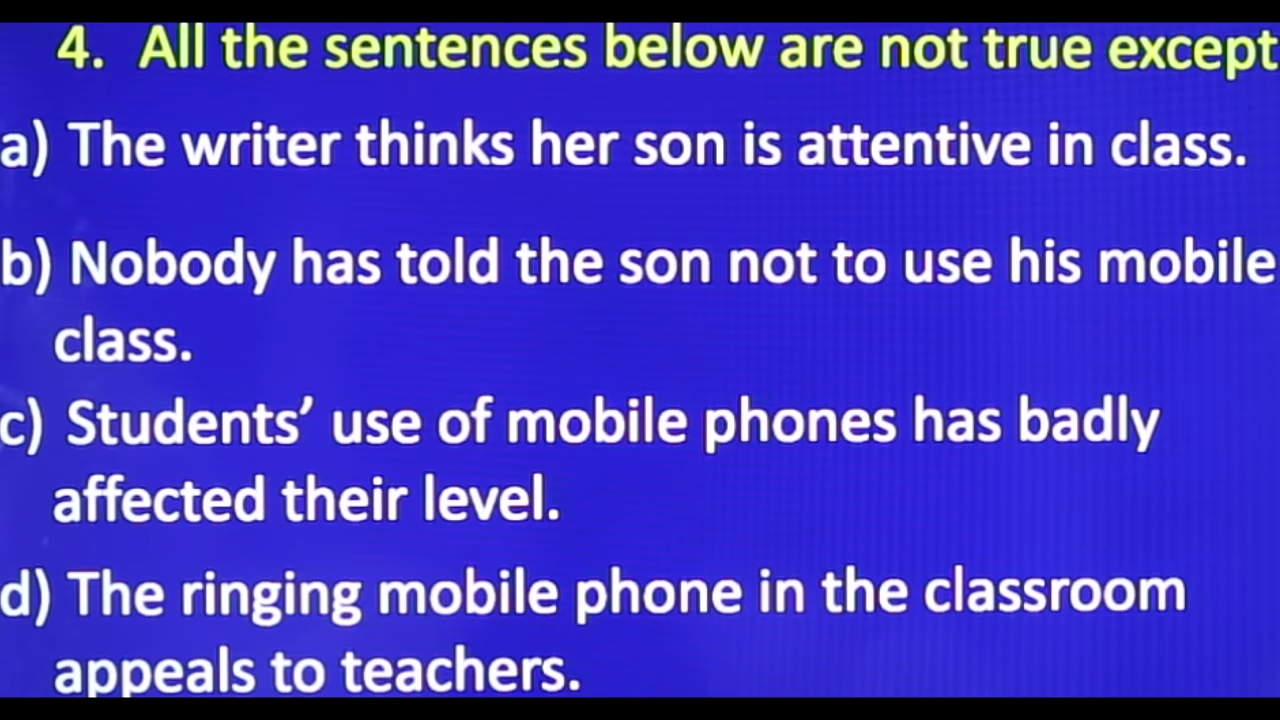 4. All the sentences below are not true except
a) The writer thinks her son is attentive in class.
b) Nobody has told the son not to use his mobile
class.
c) Students’ use of mobile phones has badly
affected their level.
d) The ringing mobile phone in the classroom
appeals to teachers.